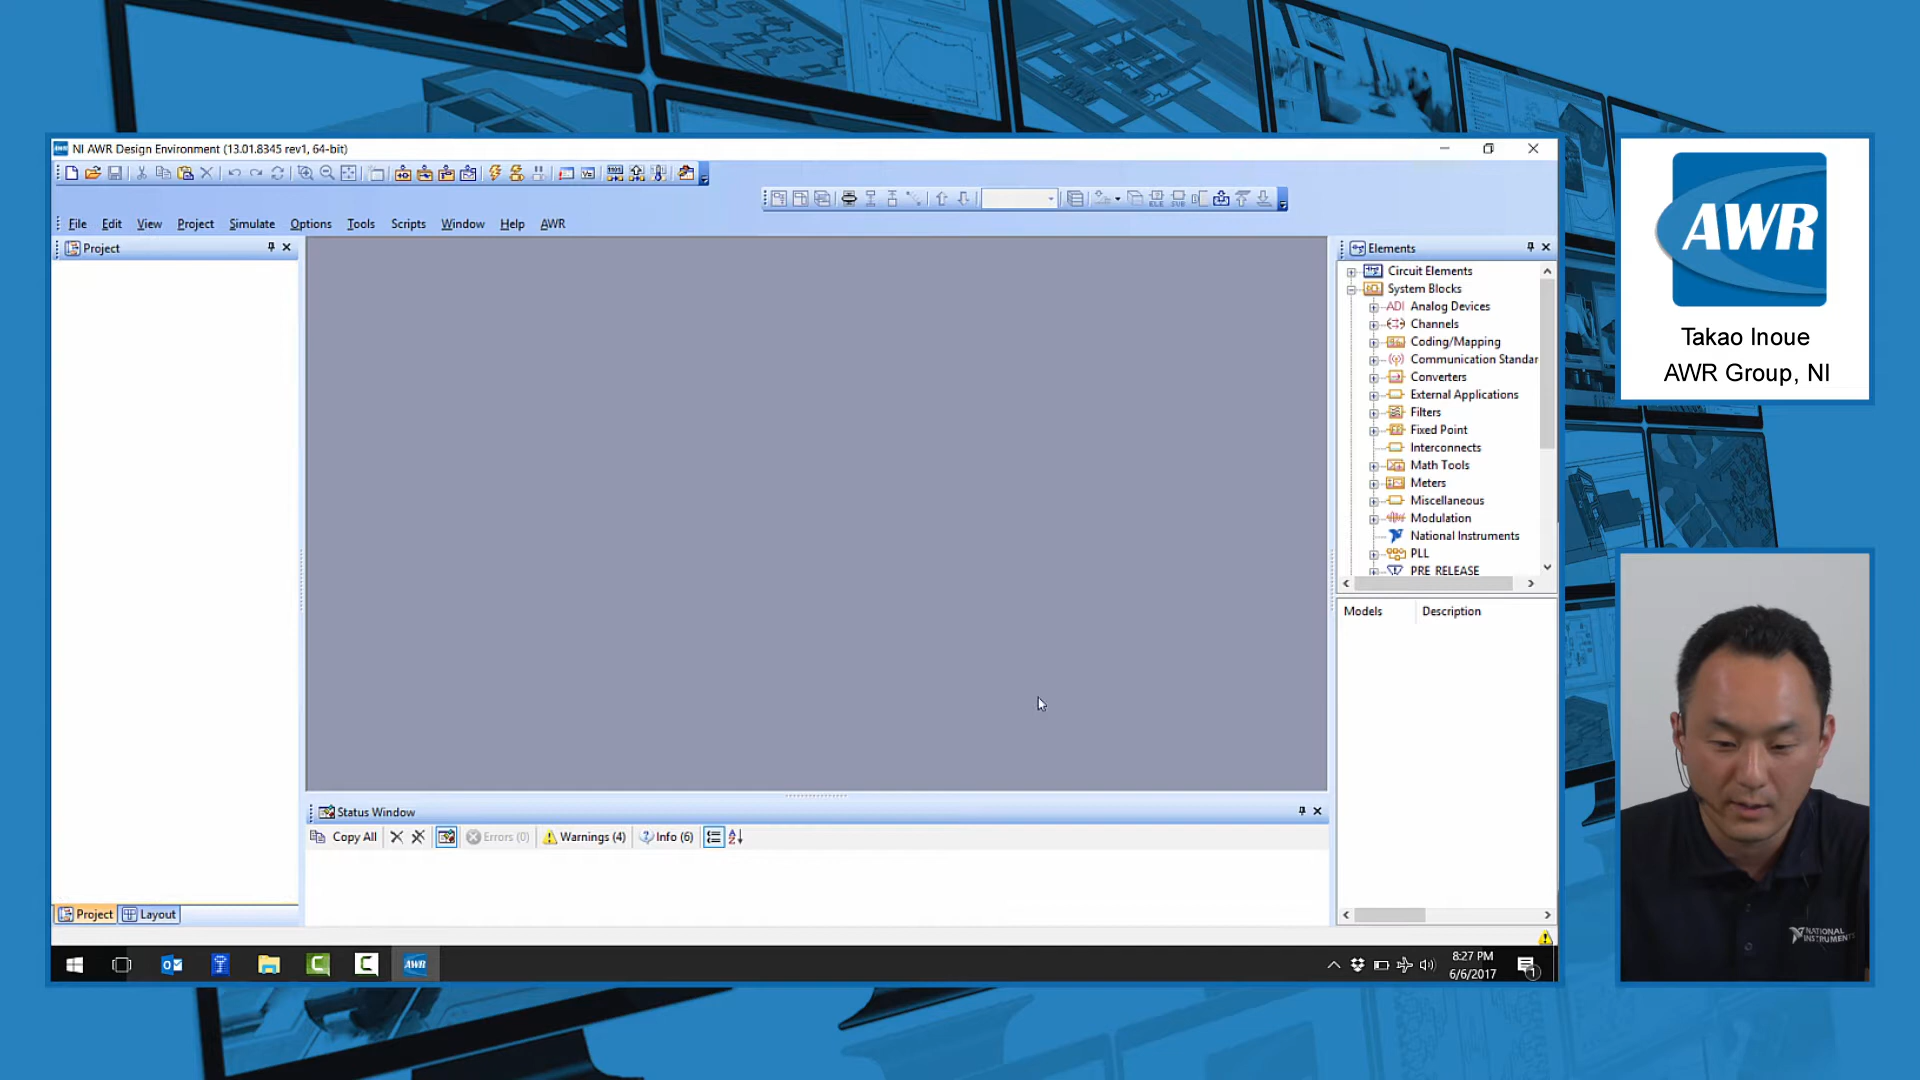 NI AWR Design Environment (13.01.8345 rev1, 64-bit)
File Edit View Project Simulate Options Tools Scripts Window Help AWR
Project
Elements
Circuit Elements
System Blocks
ADI Analog Devices
Channels
Coding/Mapping
Communication Standar
Converters
External Applications
Filters
Fixed Point
Interconnects
Math Tools
Meters
Miscellaneous
Modulation
National Instruments
PLL
PRE RELEASE
Models Description
Status Window
Copy All Errors (0) Warnings (4) Info (6)
Project Layout
AWR
8:27 PM
6/6/2017
1
AWR
Takao Inoue
AWR Group, NI
NATIONAL
INSTRUMENTS